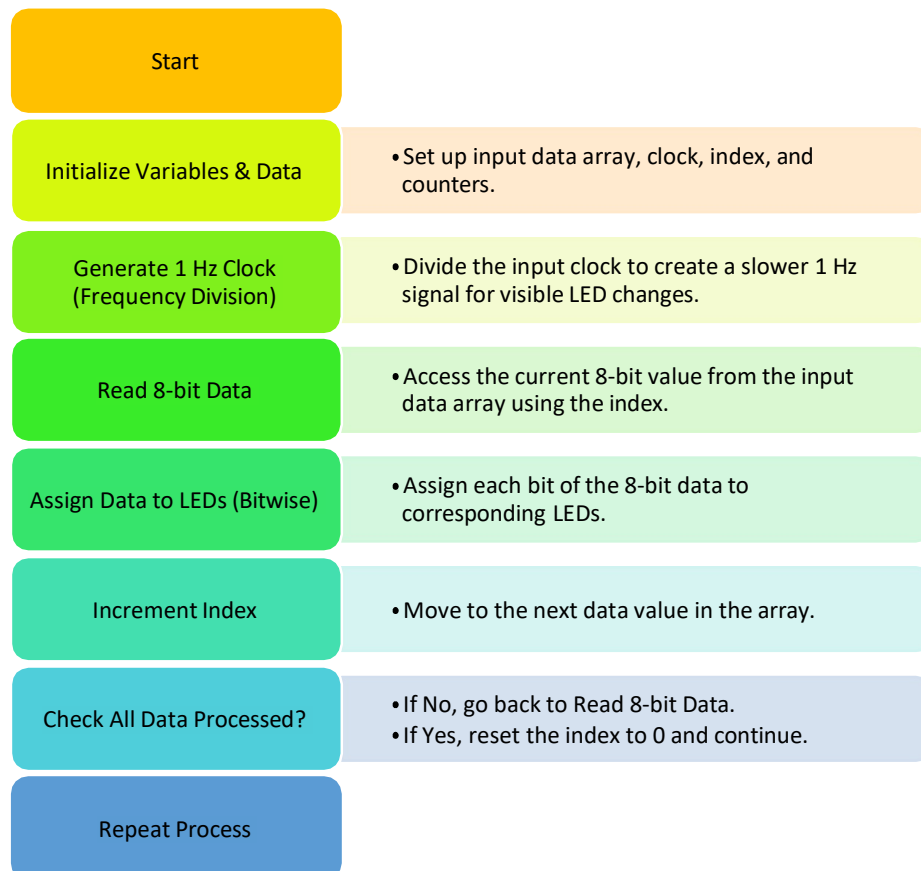 Start
Initialize Variables & Data
• Set up input data array, clock, index, and
counters.
Generate 1 Hz Clock
(Frequency Division)
• Divide the input clock to create a slower 1 Hz
signal for visible LED changes.
Read 8-bit Data
• Access the current 8-bit value from the input
data array using the index.
Assign Data to LEDs (Bitwise)
• Assign each bit of the 8-bit data to
corresponding LEDs.
Increment Index
• Move to the next data value in the array.
Check All Data Processed?
• If No, go back to Read 8-bit Data.
• If Yes, reset the index to 0 and continue.
Repeat Process